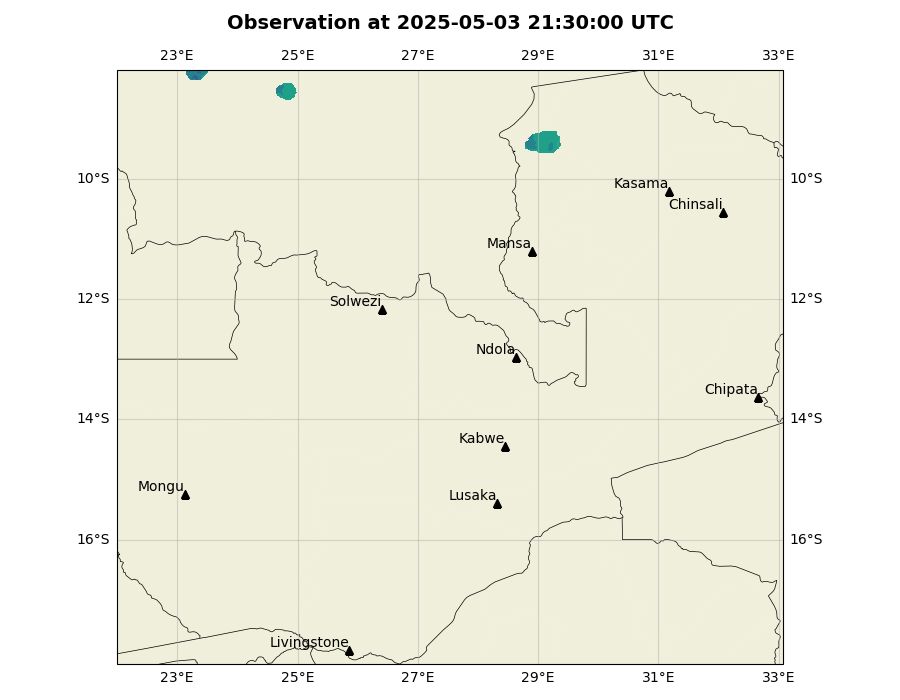 Observation at 2025-05-03 21:30:00 UTC
23°E 25°E 27°E 29°E 31°E 33°E
10°S 10°S
Kasama
Chinsali
Mansa
12°S 12°S
Solwezi
Ndola
Chipata
14°S 14°S
Kabwe
Mongu
Lusaka
16°S 16°S
Livingstone
23°E 25°E 27°E 29°E 31°E 33°E